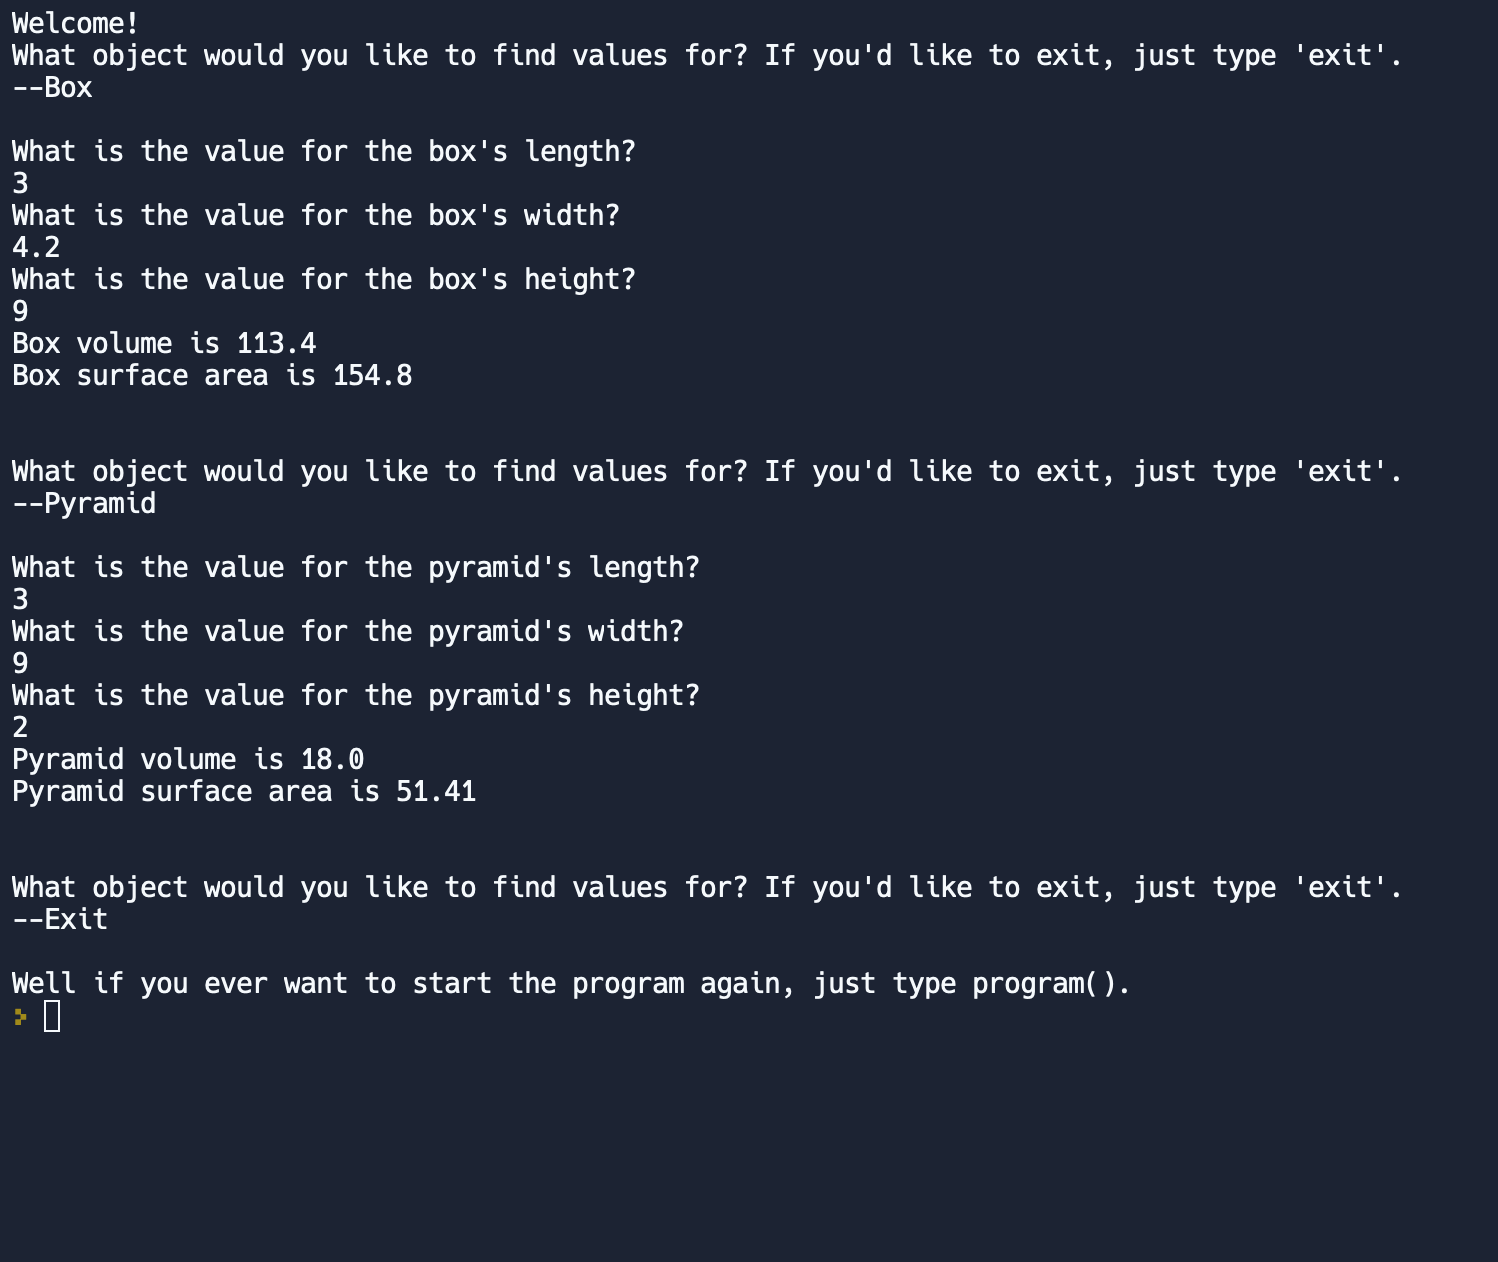 Welcome!
What object would you like to find values for? If you'd like to exit, just type 'exit'.
--Box
What is the value for the box's length?
3
What is the value for the box's width?
4.2
What is the value for the box's height?
9
Box volume is 113.4
Box surface area is 154.8
What object would you like to find values for? If you'd like to exit, just type 'exit'.
--Pyramid
What is the value for the pyramid's length?
3
What is the value for the pyramid's width?
9
What is the value for the pyramid's height?
2
Pyramid volume is 18.0
Pyramid surface area is 51.41
What object would you like to find values for? If you'd like to exit, just type 'exit'.
--Exit
Well if you ever want to start the program again, just type program().